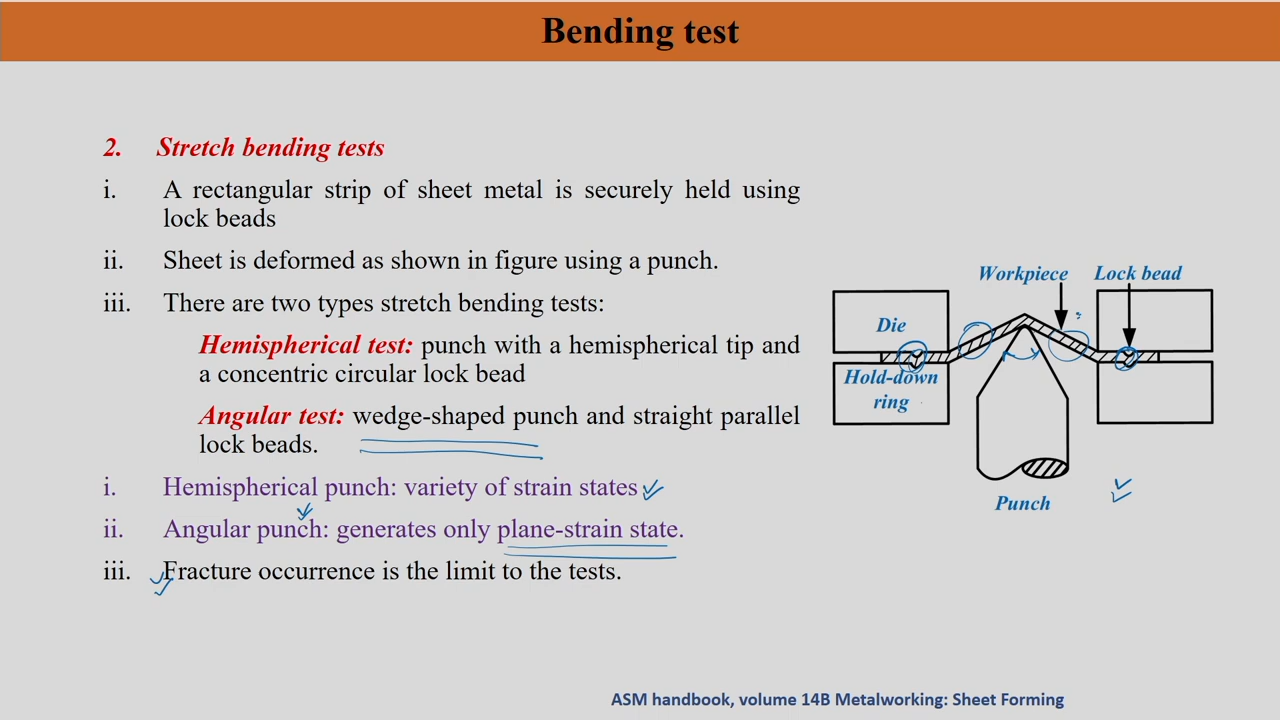 Bending test
2. Stretch bending tests
i. A rectangular strip of sheet metal is securely held using
lock beads
ii. Sheet is deformed as shown in figure using a punch.
iii. There are two types stretch bending tests:
Hemispherical test: punch with a hemispherical tip and
a concentric circular lock bead
Angular test: wedge-shaped punch and straight parallel
lock beads.
i. Hemispherical punch: variety of strain states
ii. Angular punch: generates only plane-strain state.
iii. Fracture occurrence is the limit to the tests.
Workpiece Lock bead
Die
Hold-down
ring
Punch
ASM handbook, volume 14B Metalworking: Sheet Forming